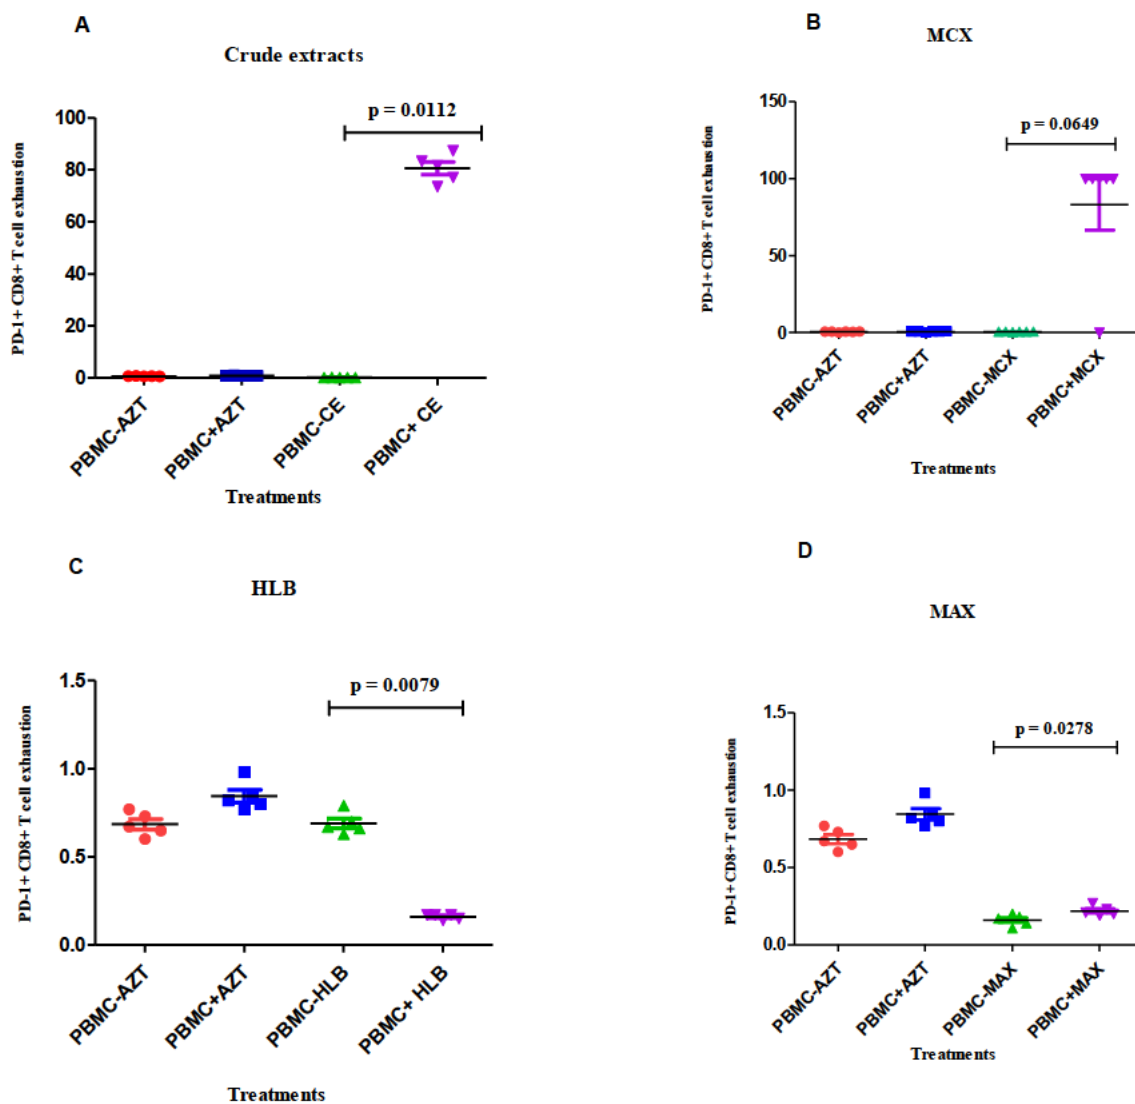 A
Crude extracts
p = 0.0112
100
80
60
40
20
0
PD-1+ CD8+ T cell exhaustion
PBMC-AZT
PBMC+AZT
PBMC-CE
PBMC+ CE
Treatments
B
MCX
p = 0.0649
150
100
50
0
PD-1+ CD8+ T cell exhaustion
PBMC-AZT
PBMC+AZT
PBMC-MCX
PBMC+MCX
Treatments
C
HLB
p = 0.0079
1.5
1.0
0.5
0.0
PD-1+ CD8+ T cell exhaustion
PBMC-AZT
PBMC+AZT
PBMC-HLB
PBMC+ HLB
Treatments
D
MAX
p = 0.0278
1.5
1.0
0.5
0.0
PD-1+ CD8+ T cell exhaustion
PBMC-AZT
PBMC+AZT
PBMC-MAX
PBMC+MAX
Treatments